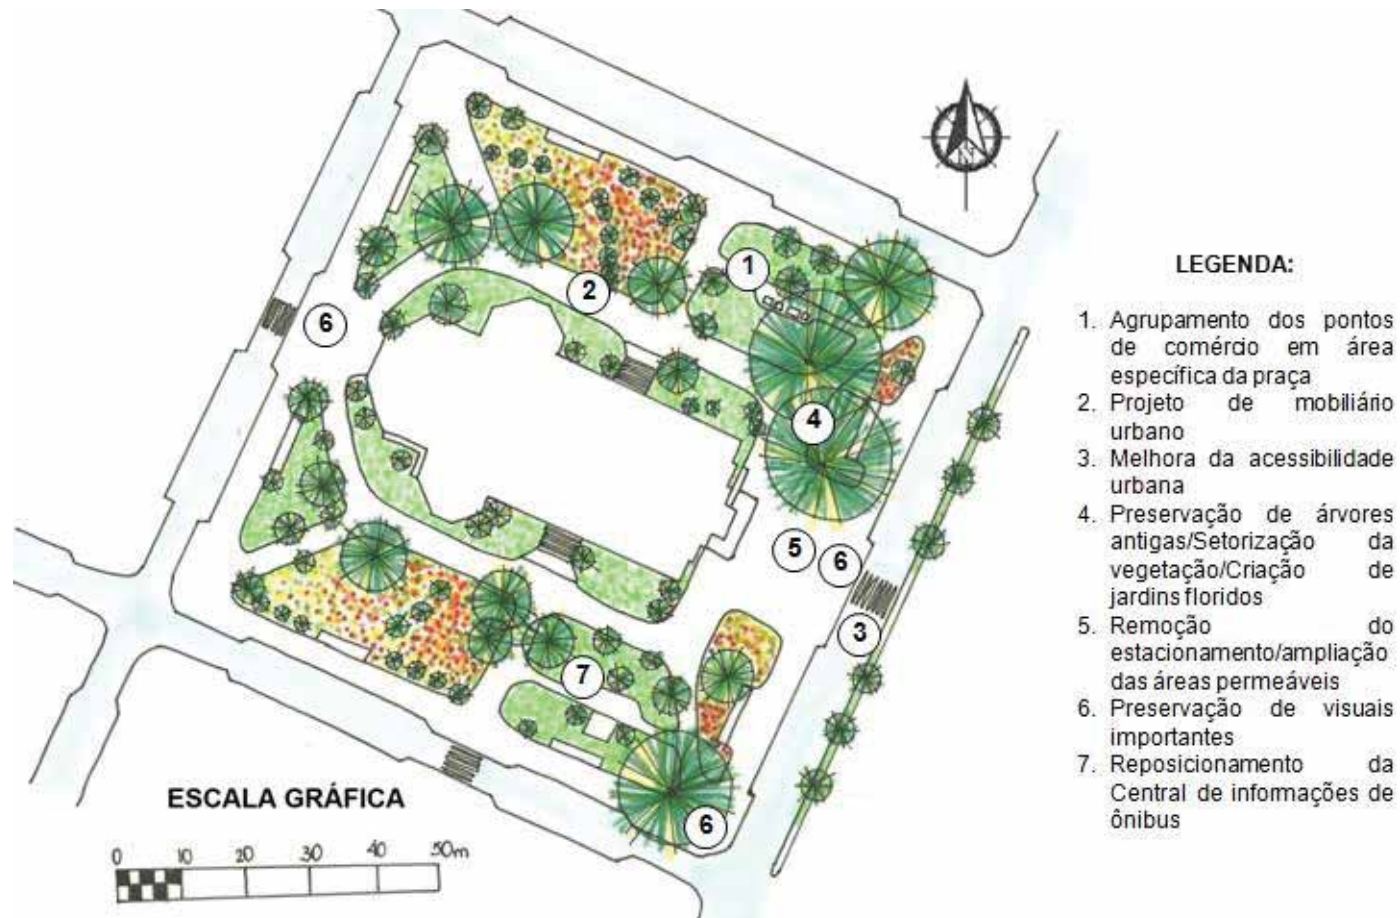 N
1
2
6
4
5
6
3
7
6
ESCALA GRÁFICA
0 10 20 30 40 50m
LEGENDA:
1. Agrupamento dos pontos
de comércio em área
específica da praça
2. Projeto de mobiliário
urbano
3. Melhora da acessibilidade
urbana
4. Preservação de árvores
antigas/Setorização da
vegetação/Criação de
jardins floridos
5. Remoção do
estacionamento/ampliação
das áreas permeáveis
6. Preservação de visuais
importantes
7. Reposicionamento da
Central de informações de
ônibus